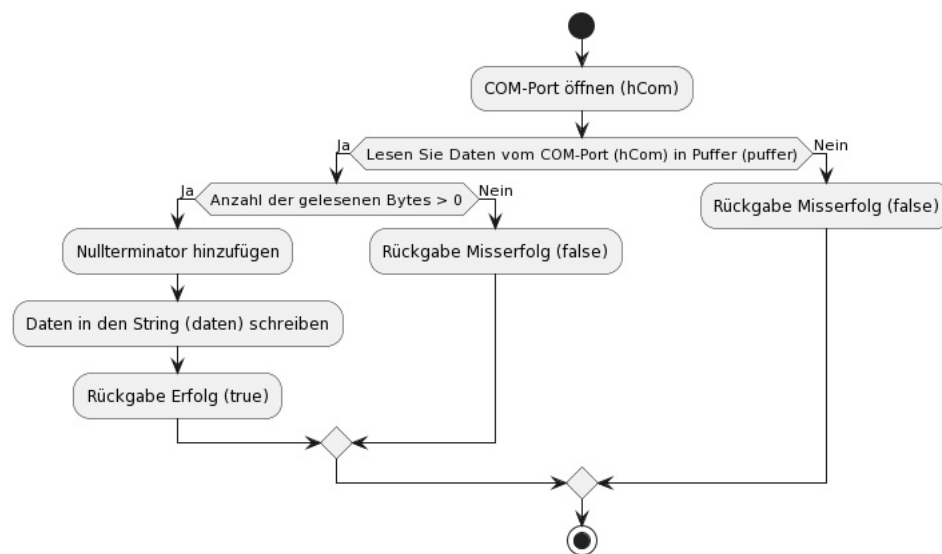 COM-Port öffnen (hCom)
Ja
Lesen Sie Daten vom COM-Port (hCom) in Puffer (puffer)
Nein
Ja
Anzahl der gelesenen Bytes > 0
Nein
Rückgabe Misserfolg (false)
Nullterminator hinzufügen
Rückgabe Misserfolg (false)
Daten in den String (daten) schreiben
Rückgabe Erfolg (true)